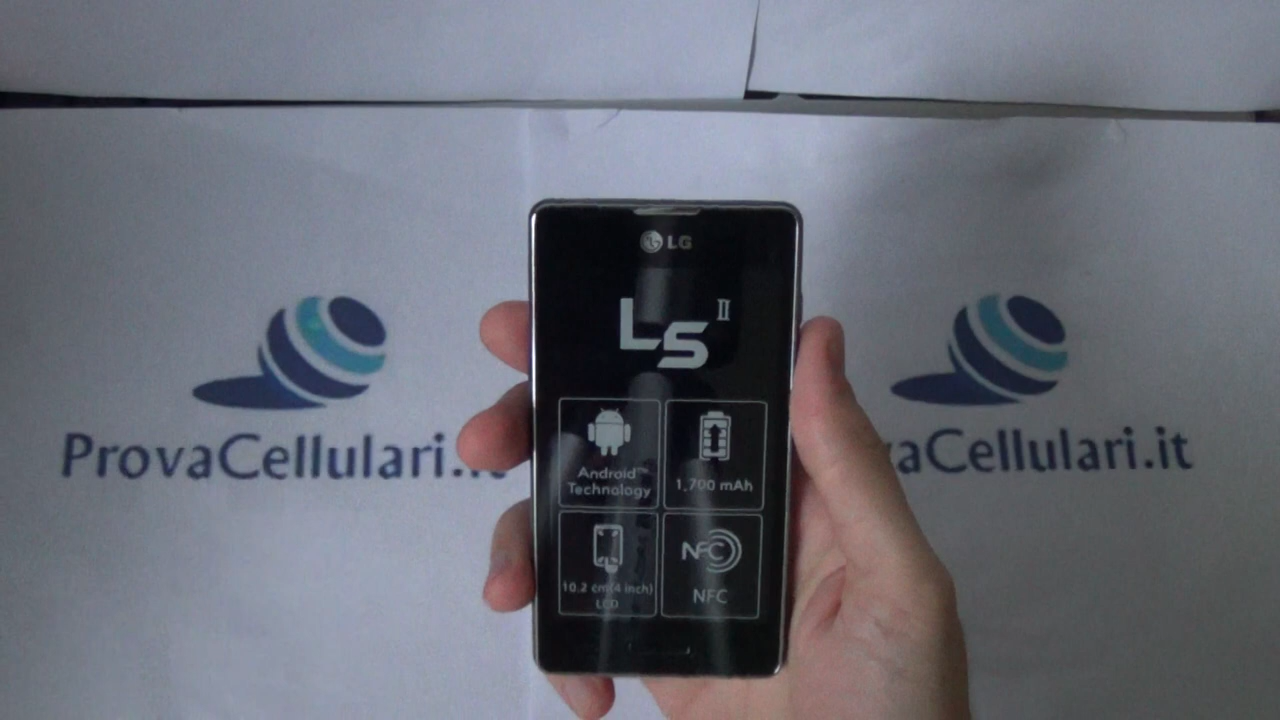 LG
L5 II
Android™
Technology
1,700 mAh
10.2 cm(4 inch)
LCD
NFC
NFC
ProvaCellulari.it
vaCellulari.it